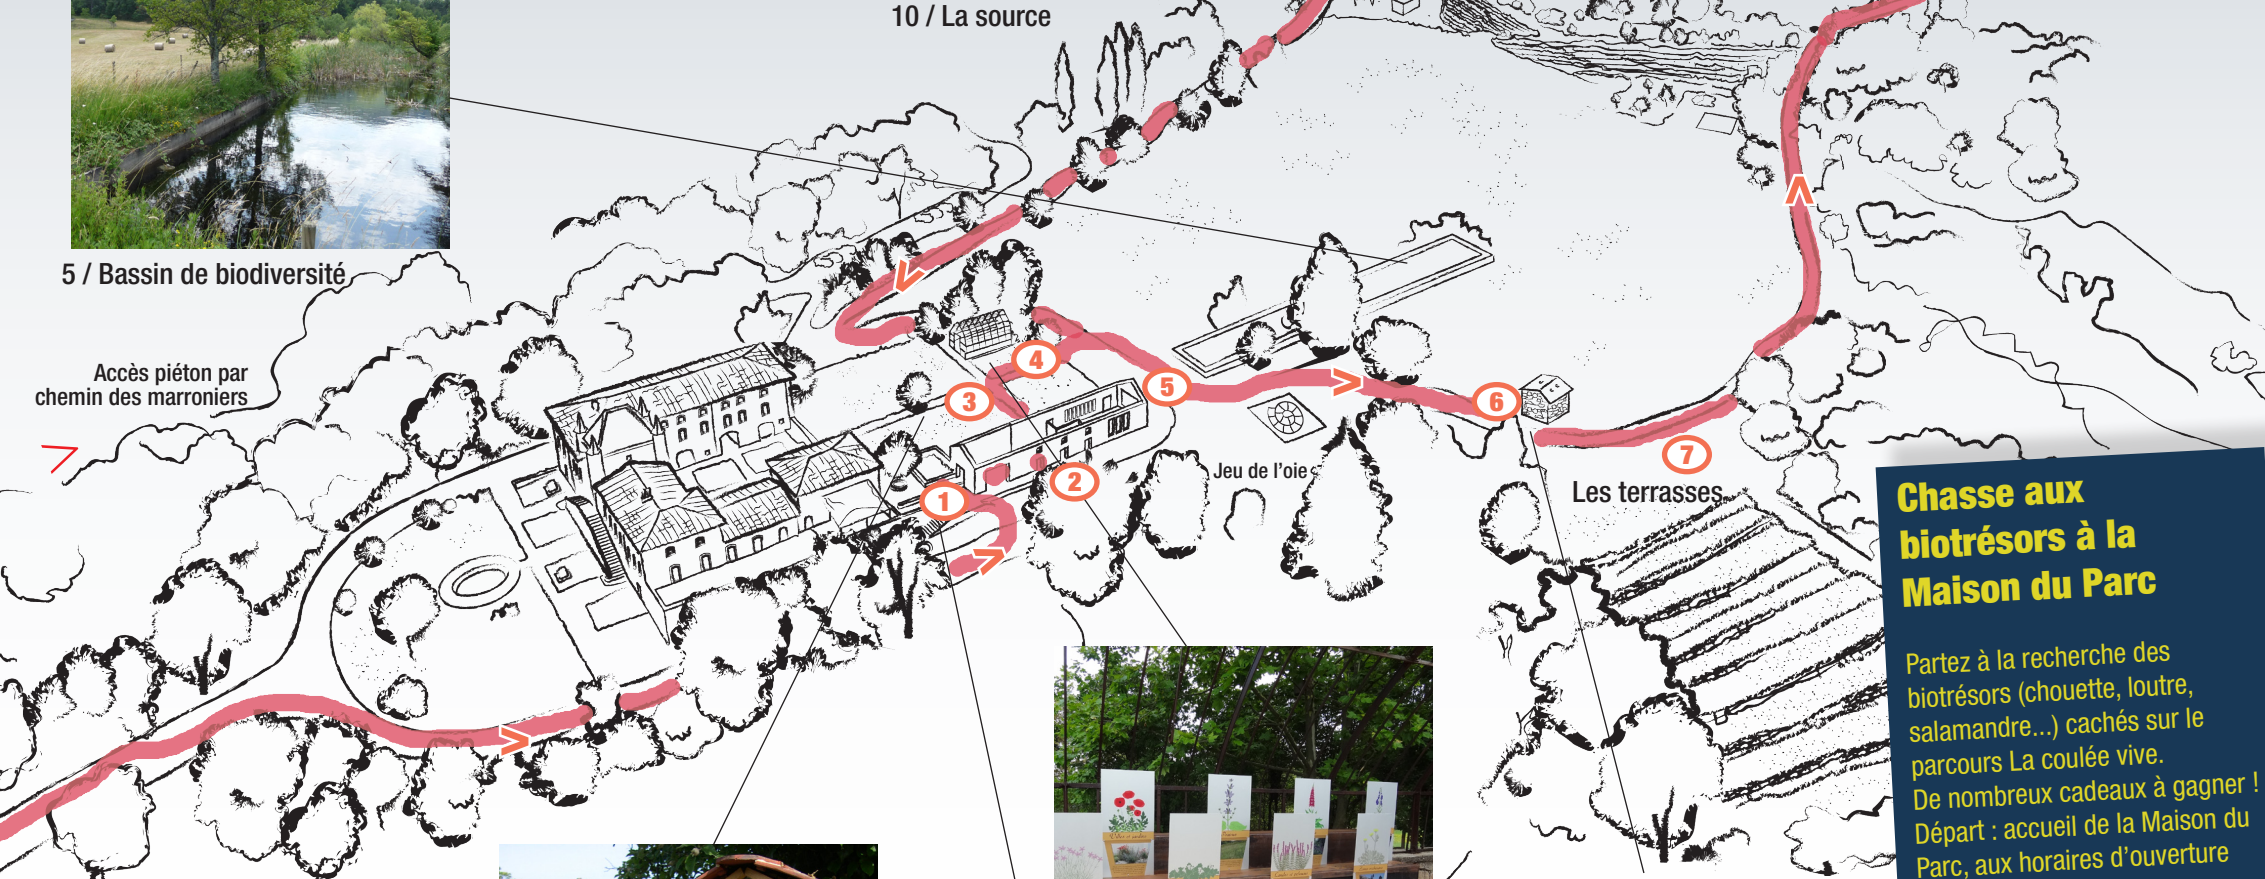 10 / La source
5 / Bassin de biodiversité
Accès piéton par
chemin des marroniers
4
3
5
6
7
1
2
Jeu de l'oie
Les terrasses
Chasse aux
biotrésors à la
Maison du Parc
Partez à la recherche des
biotrésors (chouette, loutre,
salamandre...) cachés sur le
parcours La coulée vive.
De nombreux cadeaux à gagner !
Départ : accueil de la Maison du
Parc, aux horaires d'ouverture